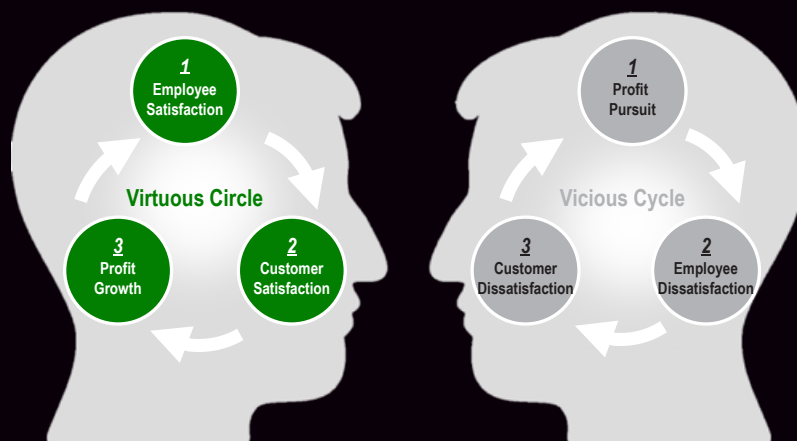 1
Employee
Satisfaction
Virtuous Circle
3
Profit
Growth
2
Customer
Satisfaction
1
Profit
Pursuit
Vicious Cycle
3
Customer
Dissatisfaction
2
Employee
Dissatisfaction